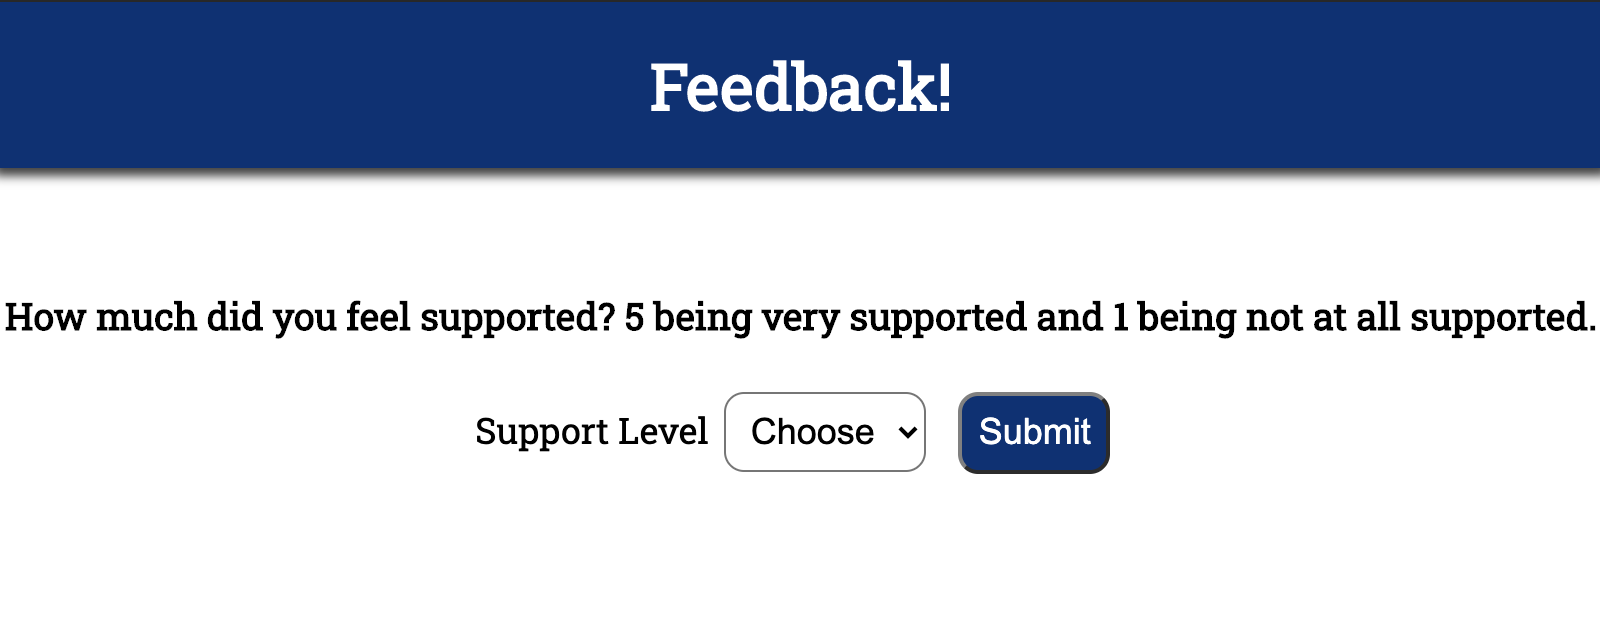 Feedback!
How much did you feel supported? 5 being very supported and 1 being not at all supported.
Support Level Choose Submit